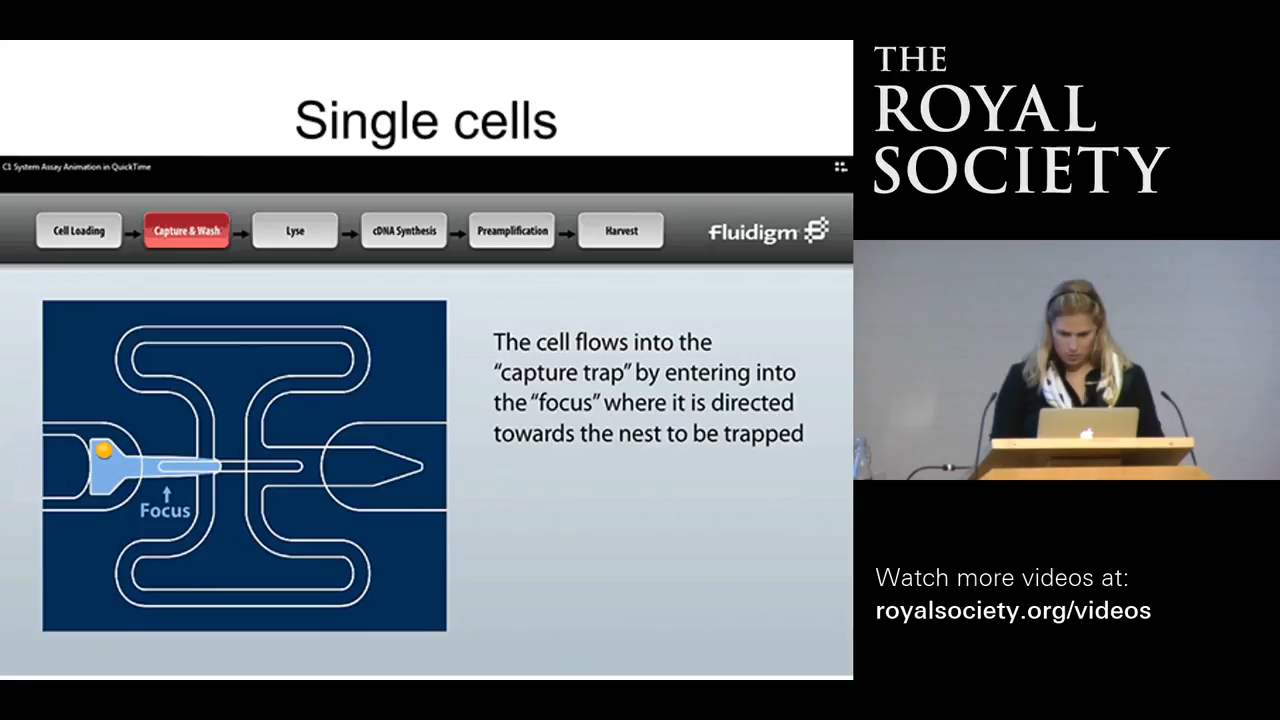 Single cells
C1 System Assay Animation in QuickTime
Cell Loading
Capture & Wash
Lyse
cDNA Synthesis
Preamplification
Harvest
Fluidigm
The cell flows into the
“capture trap” by entering into
the “focus” where it is directed
towards the nest to be trapped
Focus
THE
ROYAL
SOCIETY
Watch more videos at:
royalsociety.org/videos